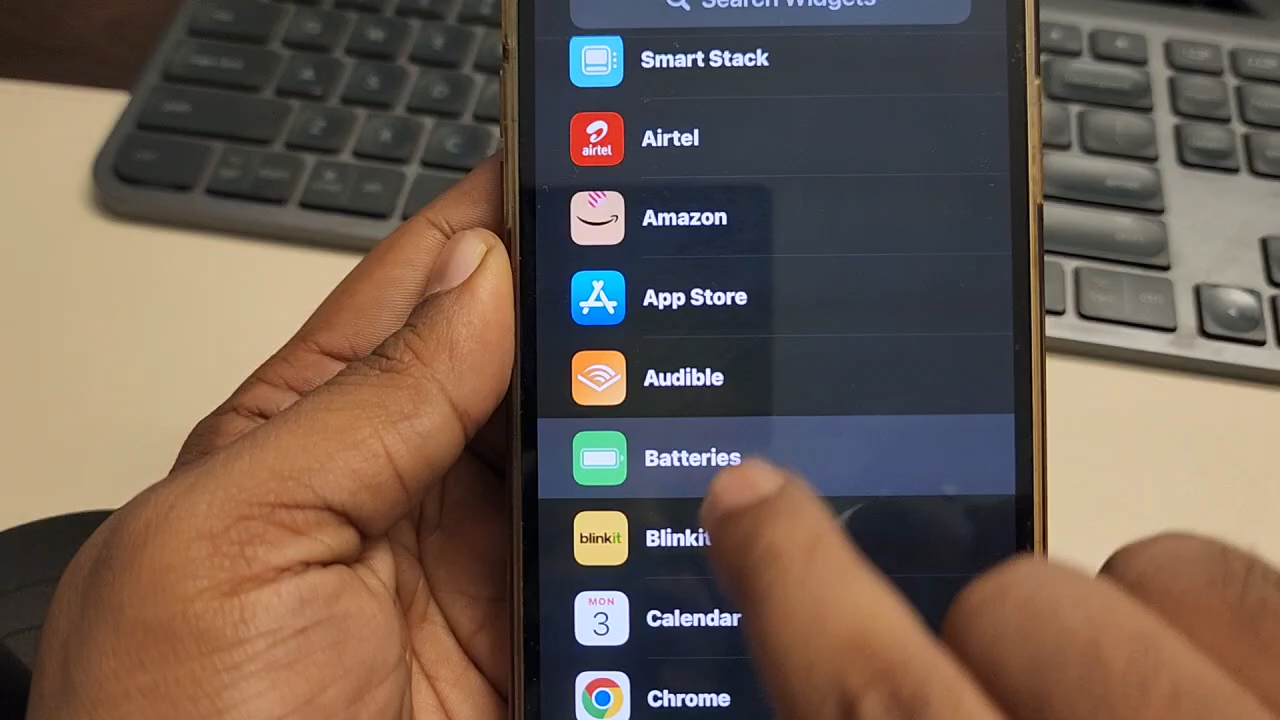 Search Widgets
Smart Stack
airtel
Airtel
Amazon
App Store
Audible
Batteries
blinkit
Blinkit
MON
3
Calendar
Chrome